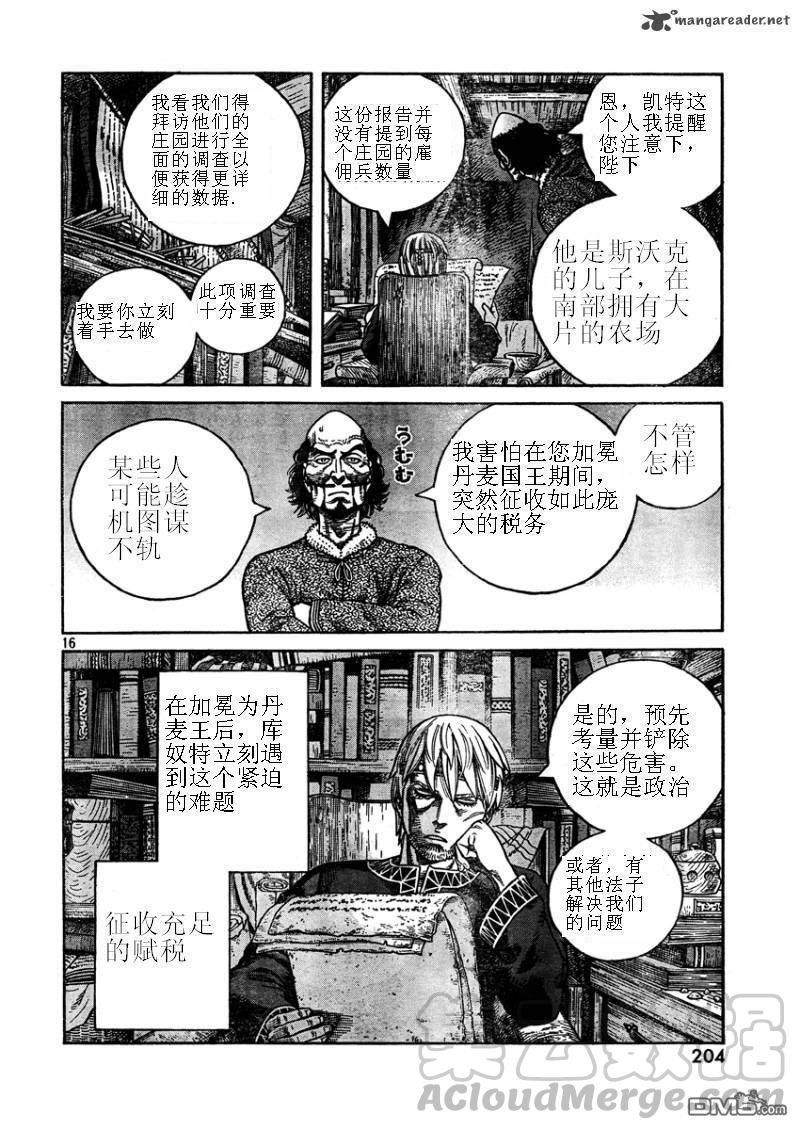 mangareader.net
恩，凯特这
个人我提醒
您注意下，
陛下
他是斯沃克
的儿子，在
南部拥有大
片的农场
这份报告并
没有提到每
个庄园的雇
佣兵数量
我看我们得
拜访他们的
庄园进行全
面的调查以
便获得更详
细的数据.
此项调查
十分重要
我要你立刻
着手去做
不管
怎样
我害怕在您加冕
丹麦国王期间，
突然征收如此庞
大的税务
うむむ
某些人
可能趁
机图谋
不轨
16
是的，预先
考量并铲除
这些危害。
这就是政治
或者，有
其他法子
解决我们
的问题
在加冕为丹
麦王后，库
奴特立刻遇
到这个紧迫
的难题
征收充足
的赋税
204
集云数据
AcloudMerge.com
DM5.com